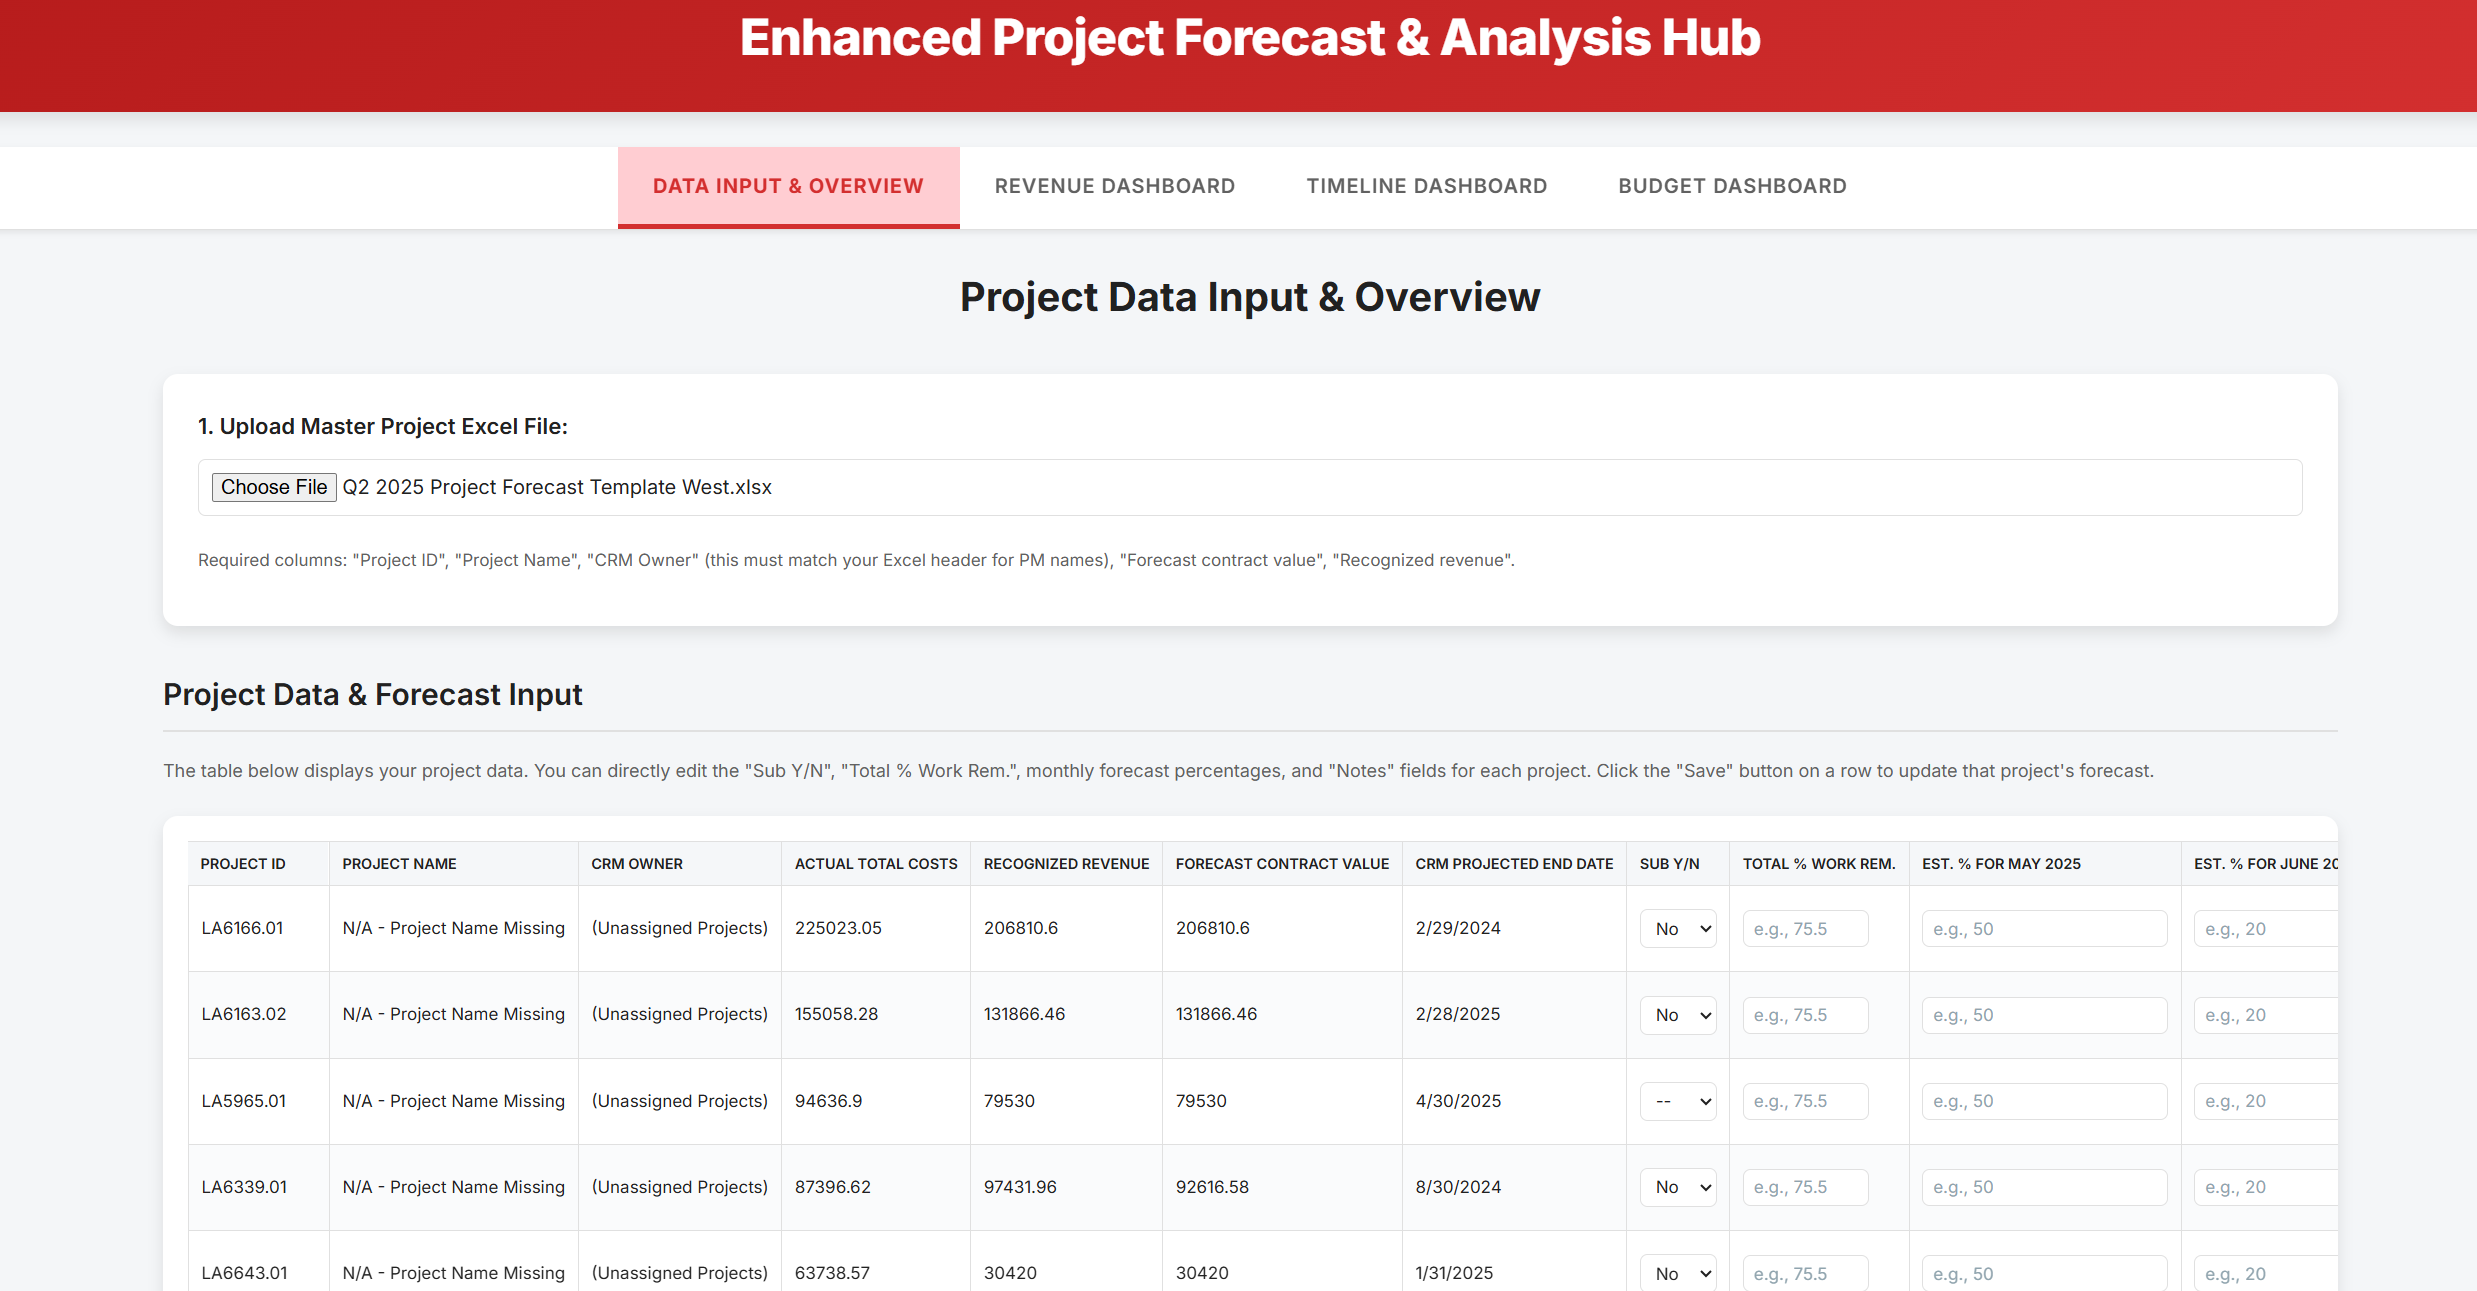 Enhanced Project Forecast & Analysis Hub
DATA INPUT & OVERVIEW REVENUE DASHBOARD TIMELINE DASHBOARD BUDGET DASHBOARD
Project Data Input & Overview
1. Upload Master Project Excel File:
Choose File Q2 2025 Project Forecast Template West.xlsx
Required columns: "Project ID", "Project Name", "CRM Owner" (this must match your Excel header for PM names), "Forecast contract value", "Recognized revenue".
Project Data & Forecast Input
The table below displays your project data. You can directly edit the "Sub Y/N", "Total % Work Rem.", monthly forecast percentages, and "Notes" fields for each project. Click the "Save" button on a row to update that project's forecast.
PROJECT ID PROJECT NAME CRM OWNER ACTUAL TOTAL COSTS RECOGNIZED REVENUE FORECAST CONTRACT VALUE CRM PROJECTED END DATE SUB Y/N TOTAL % WORK REM. EST. % FOR MAY 2025 EST. % FOR JUNE 20
LA6166.01 N/A - Project Name Missing (Unassigned Projects) 225023.05 206810.6 206810.6 2/29/2024 No e.g., 75.5 e.g., 50 e.g., 20
LA6163.02 N/A - Project Name Missing (Unassigned Projects) 155058.28 131866.46 131866.46 2/28/2025 No e.g., 75.5 e.g., 50 e.g., 20
LA5965.01 N/A - Project Name Missing (Unassigned Projects) 94636.9 79530 79530 4/30/2025 -- e.g., 75.5 e.g., 50 e.g., 20
LA6339.01 N/A - Project Name Missing (Unassigned Projects) 87396.62 97431.96 92616.58 8/30/2024 No e.g., 75.5 e.g., 50 e.g., 20
LA6643.01 N/A - Project Name Missing (Unassigned Projects) 63738.57 30420 30420 1/31/2025 No e.g., 75.5 e.g., 50 e.g., 20